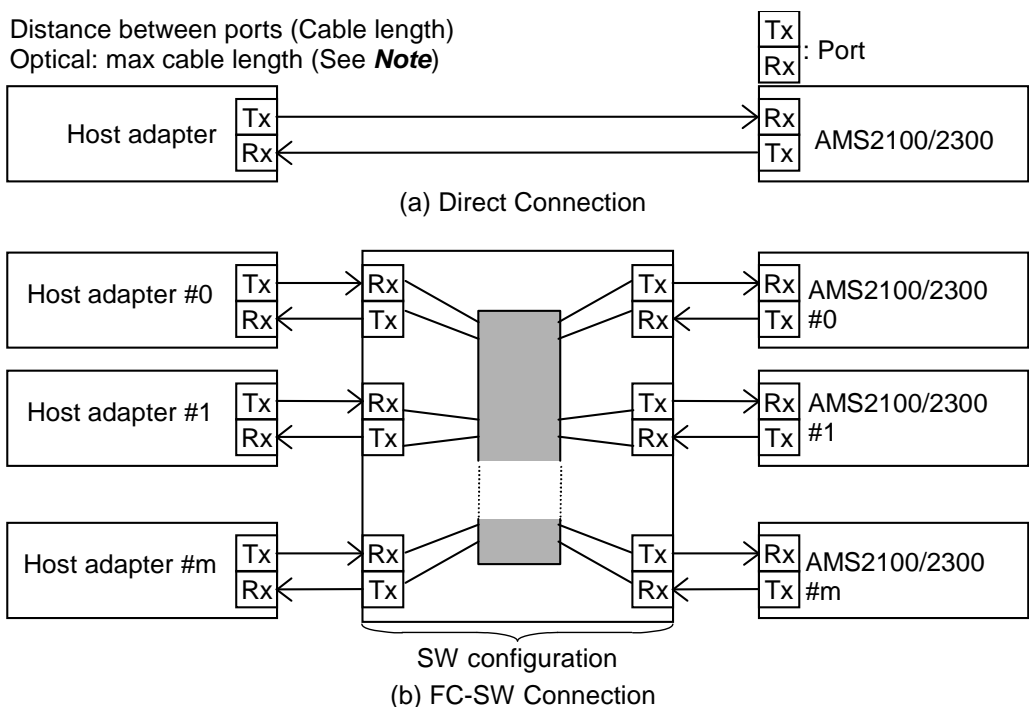 Distance between ports (Cable length)
Optical: max cable length (See Note)
Tx
Rx
: Port
Host adapter
Tx
Rx
Rx
Tx
AMS2100/2300
(a) Direct Connection
Host adapter #0
Tx
Rx
Rx
Tx
Tx
Rx
Rx
Tx
AMS2100/2300
#0
Host adapter #1
Tx
Rx
Rx
Tx
Tx
Rx
Rx
Tx
AMS2100/2300
#1
Host adapter #m
Tx
Rx
Rx
Tx
Tx
Rx
Rx
Tx
AMS2100/2300
#m
SW configuration
(b) FC-SW Connection